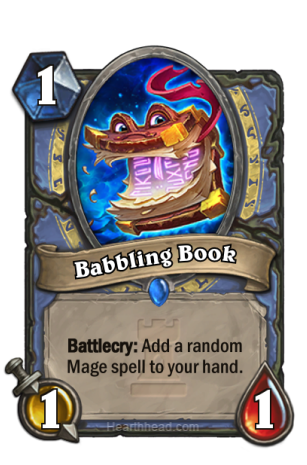 1
Babbling Book
Battlecry: Add a random
Mage spell to your hand.
1
1
Hearthhead.com